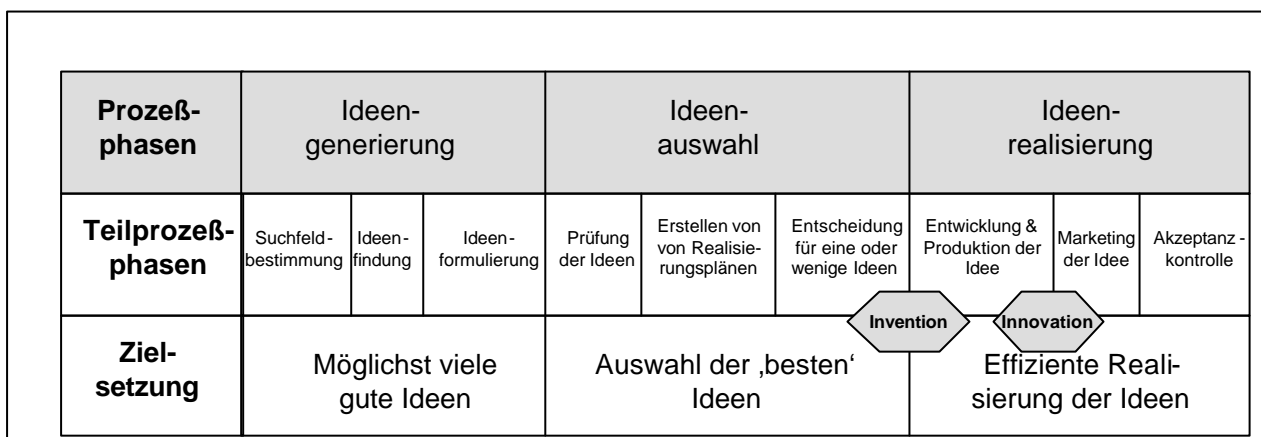 Prozeß-
phasen
Ideen-
generierung
Ideen-
auswahl
Ideen-
realisierung
Teilprozeß-
phasen
Suchfeld-
bestimmung
Ideen-
findung
Ideen-
formulierung
Prüfung
der Ideen
Erstellen von
von Realisie-
rungsplänen
Entscheidung
für eine oder
wenige Ideen
Entwicklung &
Produktion der
Idee
Marketing
der Idee
Akzeptanz-
kontrolle
Invention
Innovation
Ziel-
setzung
Möglichst viele
gute Ideen
Auswahl der ‚besten‘
Ideen
Effiziente Reali-
sierung der Ideen